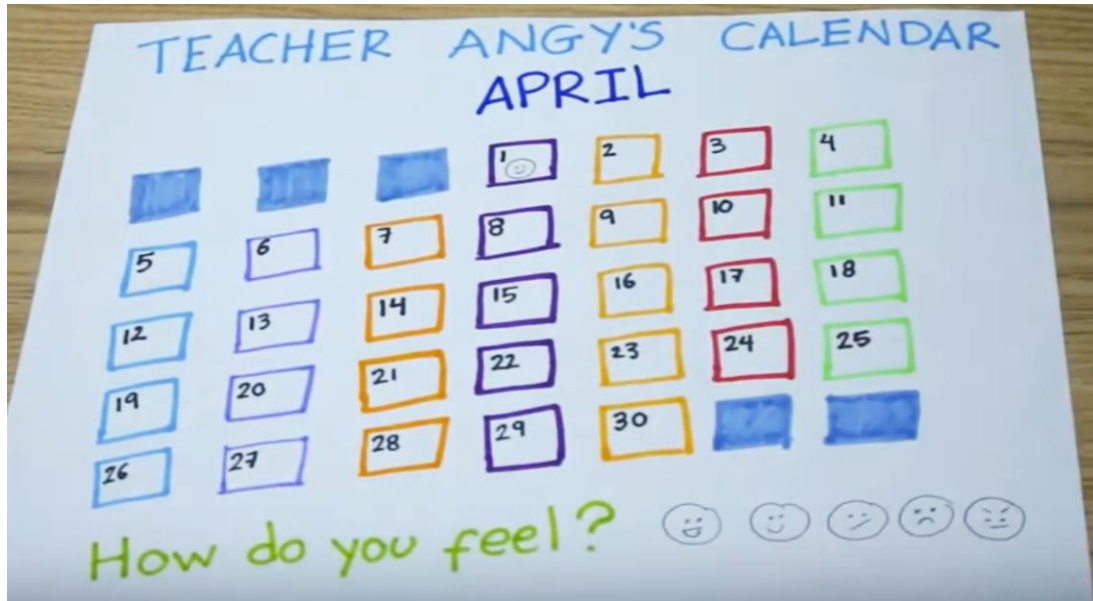 TEACHER ANGY'S CALENDAR
APRIL
1 2 3 4
5 6 7 8 9 10 11
12 13 14 15 16 17 18
19 20 21 22 23 24 25
26 27 28 29 30
How do you feel?